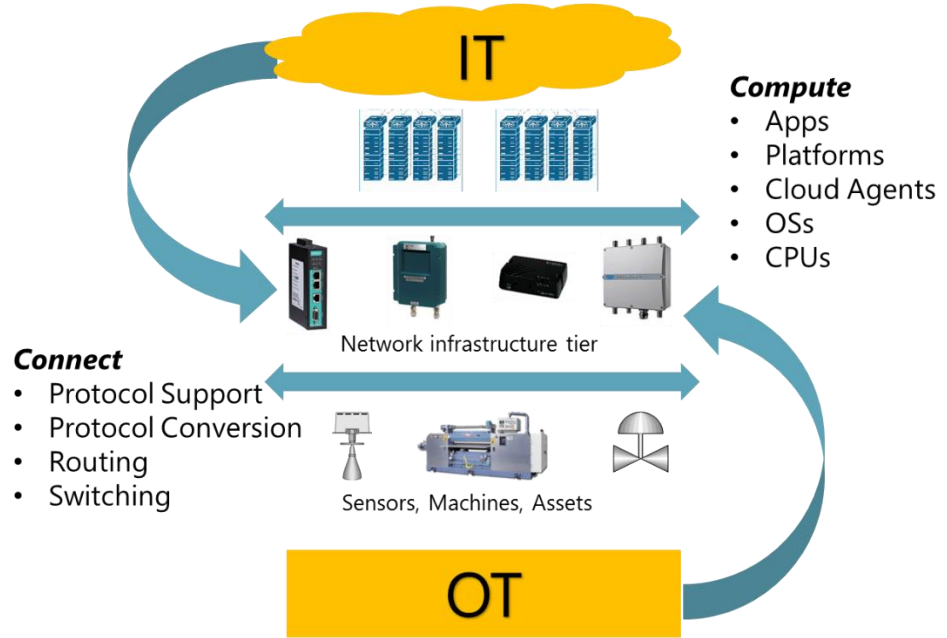 IT
Compute
• Apps
• Platforms
• Cloud Agents
• OSs
• CPUs
Network infrastructure tier
Connect
• Protocol Support
• Protocol Conversion
• Routing
• Switching
Sensors, Machines, Assets
OT